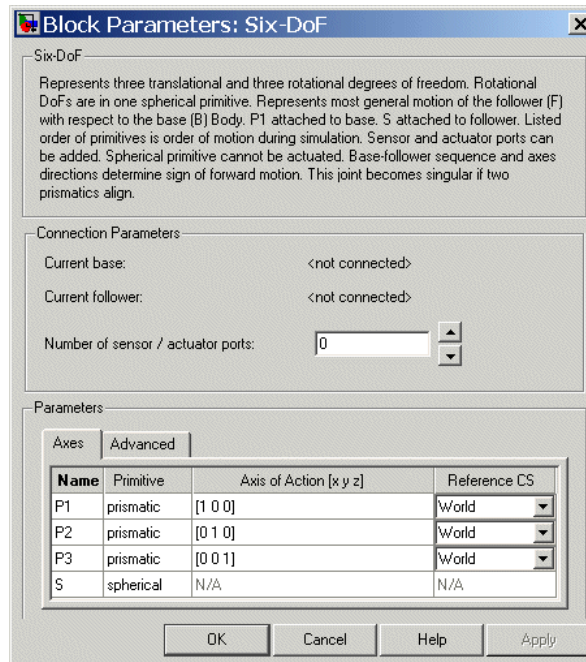 Block Parameters: Six-DoF
Six-DoF
Represents three translational and three rotational degrees of freedom. Rotational
DoFs are in one spherical primitive. Represents most general motion of the follower (F)
with respect to the base (B) Body. P1 attached to base. S attached to follower. Listed
order of primitives is order of motion during simulation. Sensor and actuator ports can
be added. Spherical primitive cannot be actuated. Base-follower sequence and axes
directions determine sign of forward motion. This joint becomes singular if two
prismatics align.
Connection Parameters
Current base: <not connected>
Current follower: <not connected>
Number of sensor / actuator ports: 0
Parameters
Axes Advanced
Name Primitive Axis of Action [x y z] Reference CS
P1 prismatic [1 0 0] World
P2 prismatic [0 1 0] World
P3 prismatic [0 0 1] World
S spherical N/A N/A
OK Cancel Help Apply